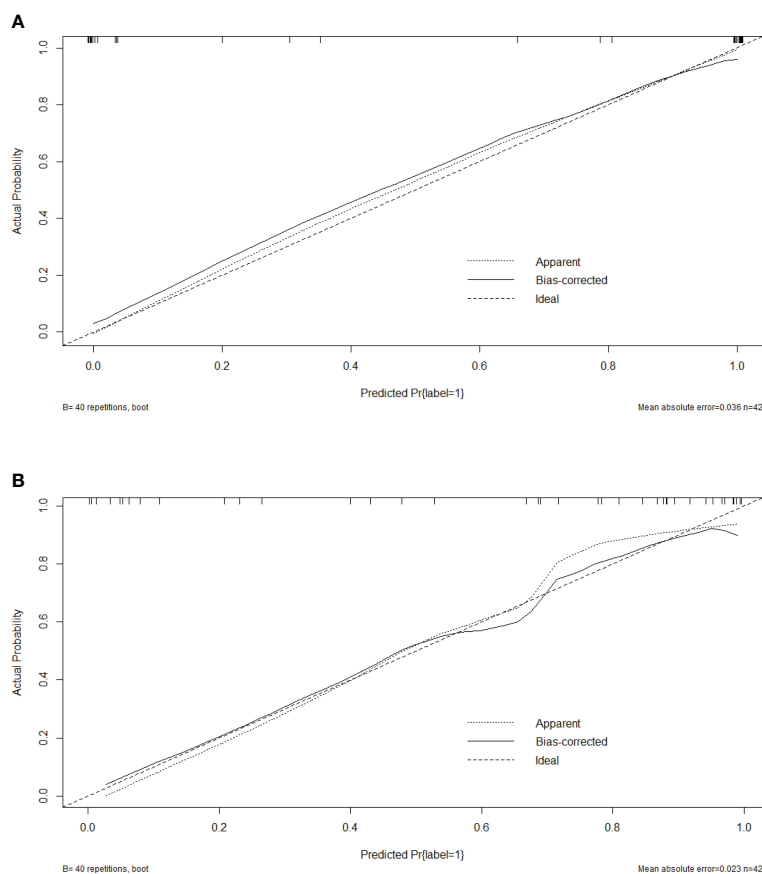 A
1.0
0.8
0.6
0.4
0.2
0.0
Actual Probability
Apparent
Bias-corrected
Ideal
0.0 0.2 0.4 0.6 0.8 1.0
Predicted Pr{label=1}
B= 40 repetitions, boot
Mean absolute error=0.036 n=42
B
1.0
0.8
0.6
0.4
0.2
0.0
Actual Probability
Apparent
Bias-corrected
Ideal
0.0 0.2 0.4 0.6 0.8 1.0
Predicted Pr{label=1}
B= 40 repetitions, boot
Mean absolute error=0.023 n=42